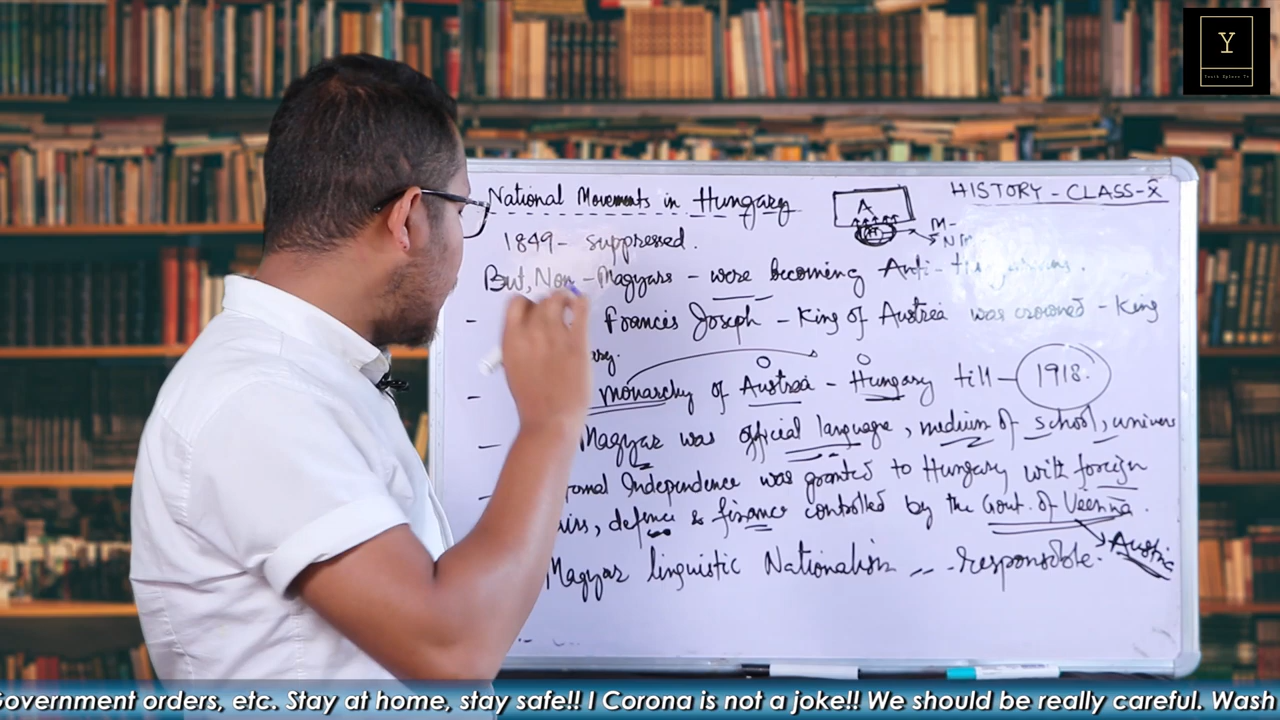 Y
National Movements in Hungary
A
H
M-
HISTORY - CLASS - X
1849 - suppressed.
But, Non - Magyars - were becoming Anti -
- Francis Joseph - King of Austria was crowned - King
- Monarchy of Austria - Hungary till - 1918.
- Magyar was official language, medium of school, univers
Independence was granted to Hungary with foreign
defence & finance controlled by the Govt. of Veenna.
Austria
Magyar linguistic Nationalism - responsible.
Government orders, etc. Stay at home, stay safe!! I Corona is not a joke!! We should be really careful. Wash